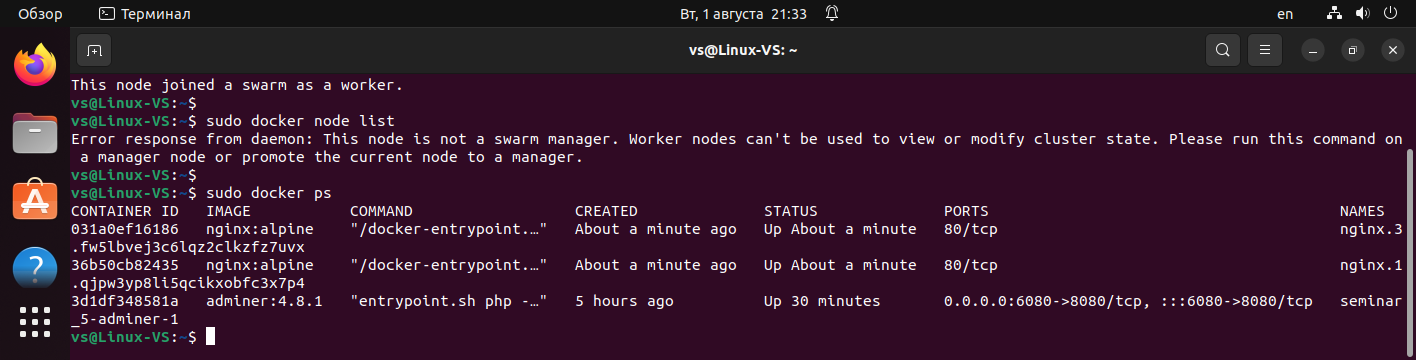 Обзор Терминал Вт, 1 августа 21:33 en
vs@Linux-VS: ~
This node joined a swarm as a worker.
vs@Linux-VS:~$
vs@Linux-VS:~$ sudo docker node list
Error response from daemon: This node is not a swarm manager. Worker nodes can't be used to view or modify cluster state. Please run this command on
a manager node or promote the current node to a manager.
vs@Linux-VS:~$
vs@Linux-VS:~$ sudo docker ps
CONTAINER ID IMAGE COMMAND CREATED STATUS PORTS NAMES
031a0ef16186 nginx:alpine "/docker-entrypoint.…" About a minute ago Up About a minute 80/tcp nginx.3
.fw5lbvej3c6lqz2clkzfz7uvx
36b50cb82435 nginx:alpine "/docker-entrypoint.…" About a minute ago Up About a minute 80/tcp nginx.1
.qjpw3yp8li5qcikxobfc3x7p4
3d1df348581a adminer:4.8.1 "entrypoint.sh php -…" 5 hours ago Up 30 minutes 0.0.0.0:6080->8080/tcp, :::6080->8080/tcp seminar
_5-adminer-1
vs@Linux-VS:~$